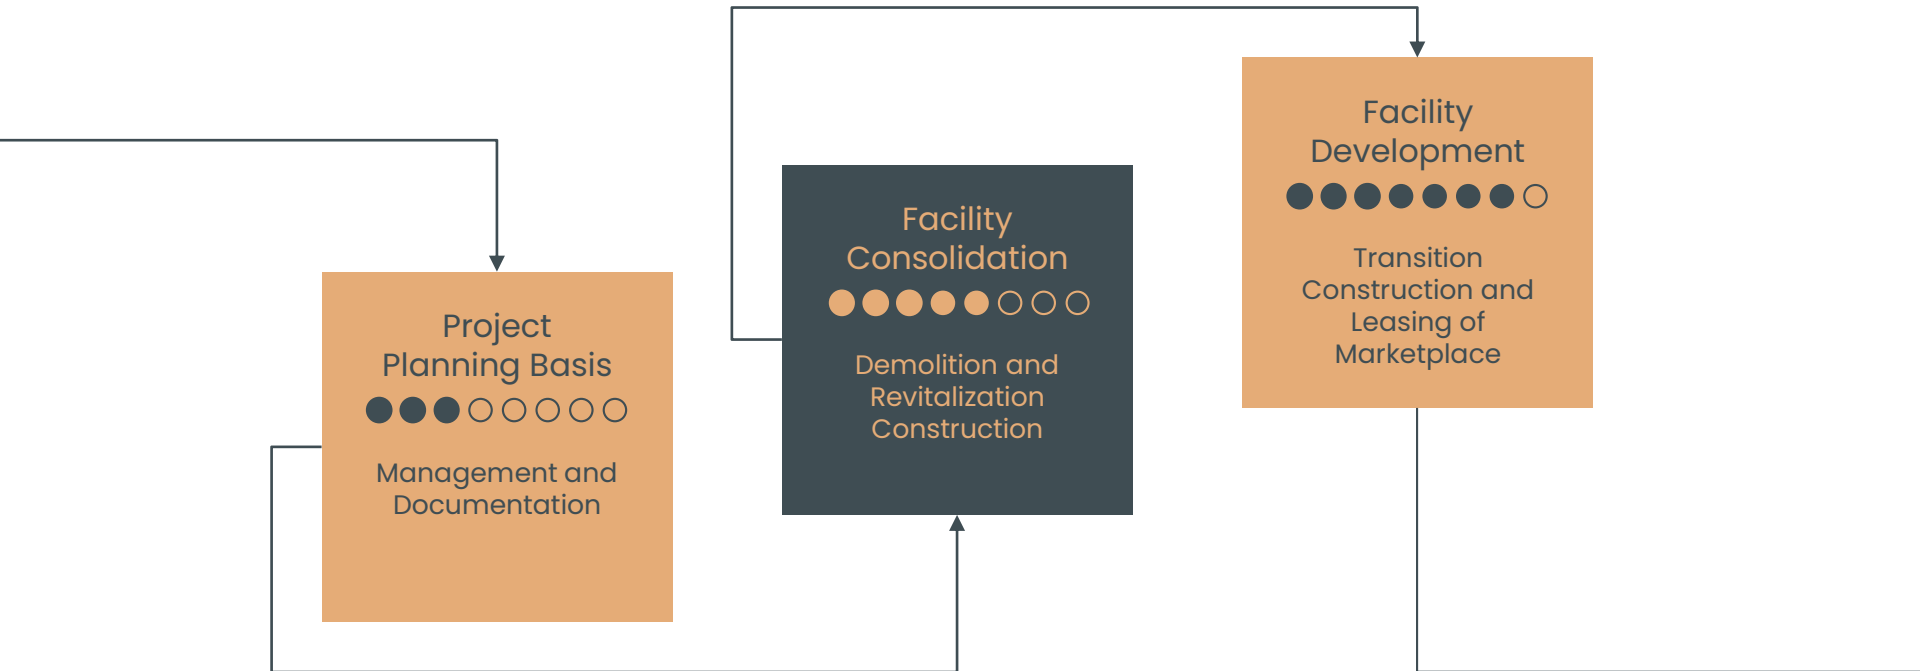 Project
Planning Basis
Management and
Documentation
Facility
Consolidation
Demolition and
Revitalization
Construction
Facility
Development
Transition
Construction and
Leasing of
Marketplace